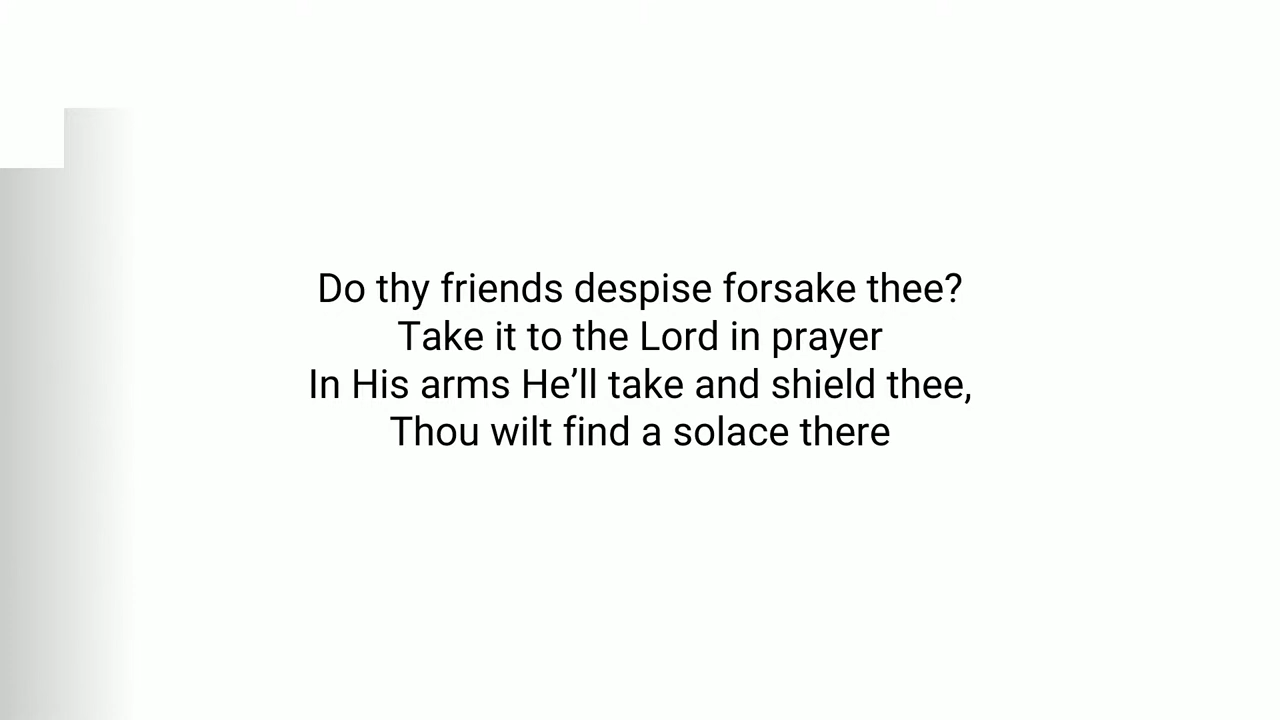 Do thy friends despise forsake thee?
Take it to the Lord in prayer
In His arms He’ll take and shield thee,
Thou wilt find a solace there